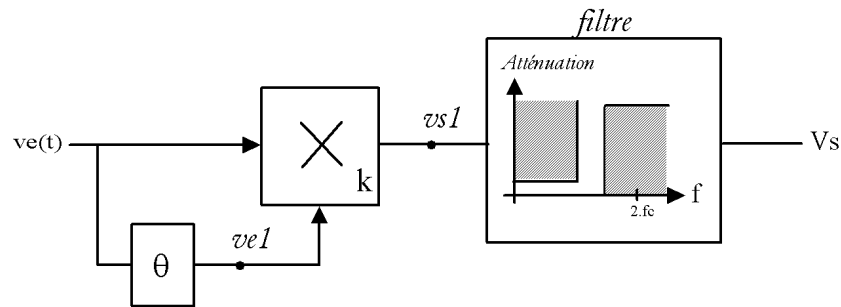 filtre
Atténuation
ve(t)
vs1
Vs
k
f
2.fc
ve1
θ